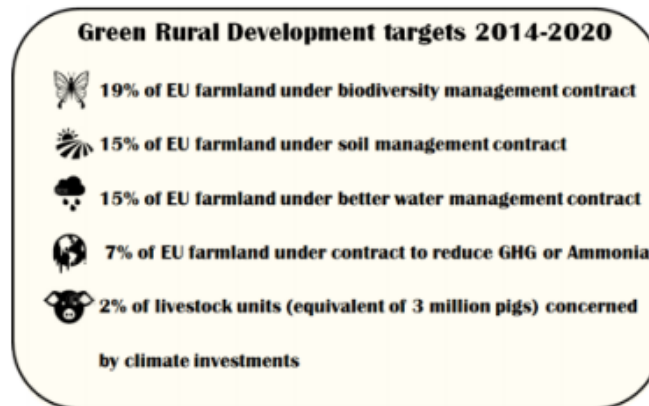 Green Rural Development targets 2014-2020
19% of EU farmland under biodiversity management contract
15% of EU farmland under soil management contract
15% of EU farmland under better water management contract
7% of EU farmland under contract to reduce GHG or Ammonia
2% of livestock units (equivalent of 3 million pigs) concerned
by climate investments